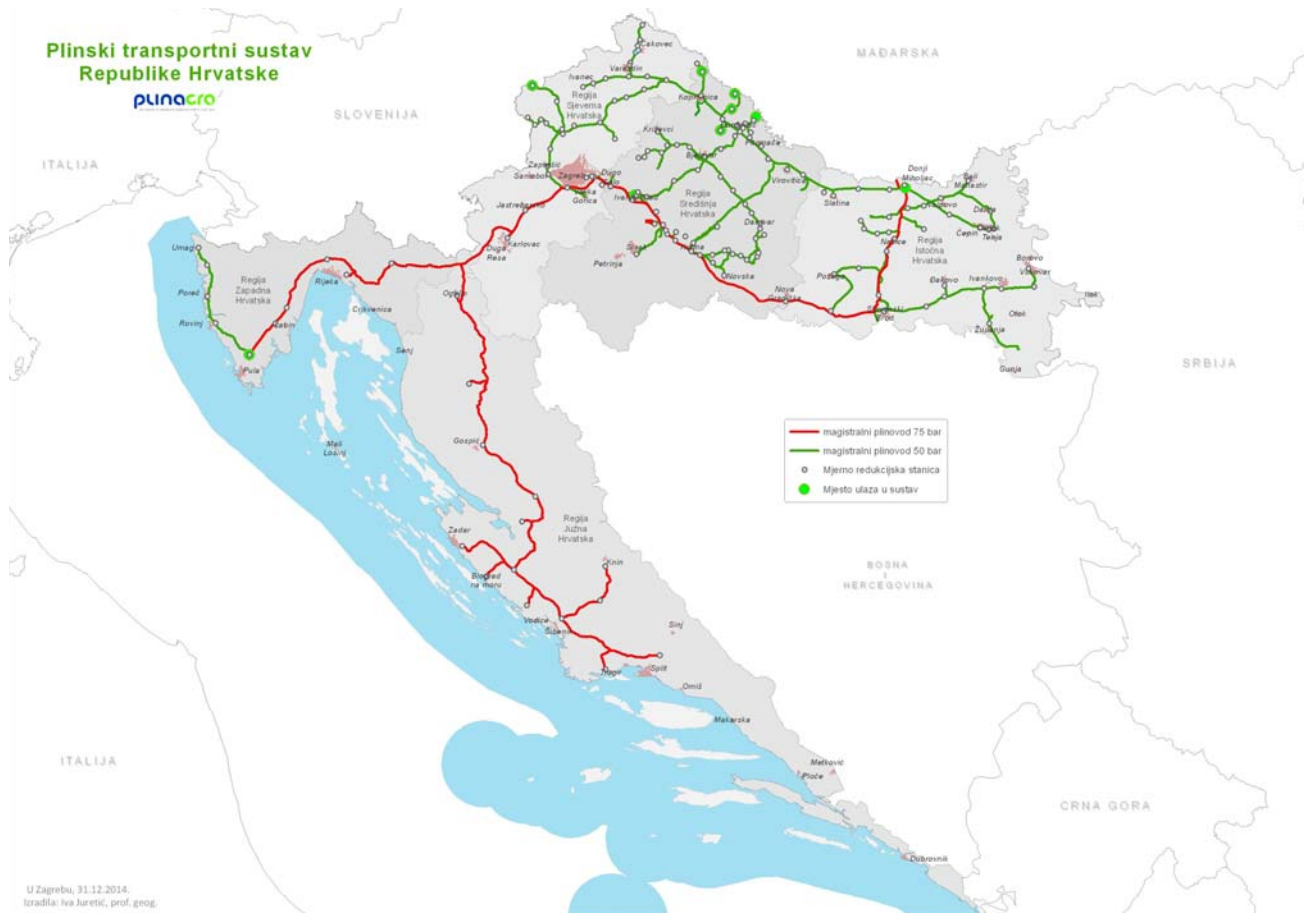 Plinski transportni sustav
Republike Hrvatske
plinacro
MAĐARSKA
SLOVENIJA
ITALIJA
SRBIJA
BOSNA
I
HERCEGOVINA
CRNA GORA
ITALIJA
Čakovec
Varaždin
Ivanec
Regija
Sjeverna
Hrvatska
Koprivnica
Križevci
Bjelovar
Zaprešić
Samobor
Zagreb
Dugo
Velika
Gorica
Regija
Središnja
Hrvatska
Virovitica
Slatina
Donji
Miholjac
Beli
Manastir
Čepin
Tenja
Našice
Regija
Istočna
Hrvatska
Jastrebarsko
Karlovac
Duga
Resa
Sisak
Petrinja
Daruvar
Novska
Nova
Gradiška
Požega
Đakovo
Ivankovo
Borovo
Vukovar
Ilok
Otok
Županja
Gunja
Umag
Poreč
Rovinj
Regija
Zapadna
Hrvatska
Rijeka
Labin
Pula
Crikvenica
Senj
Mali
Lošinj
Gospić
Regija
Južna
Hrvatska
Zadar
Biograd
na moru
Knin
Vodice
Šibenik
Sinj
Trogir
Split
Omiš
Makarska
Metković
Ploče
Dubrovnik
magistralni plinovod 75 bar
magistralni plinovod 50 bar
Mjerno redukcijska stanica
Mjesto ulaza u sustav
U Zagrebu, 31.12.2014.
Izradila: Iva Juretić, prof. geog.